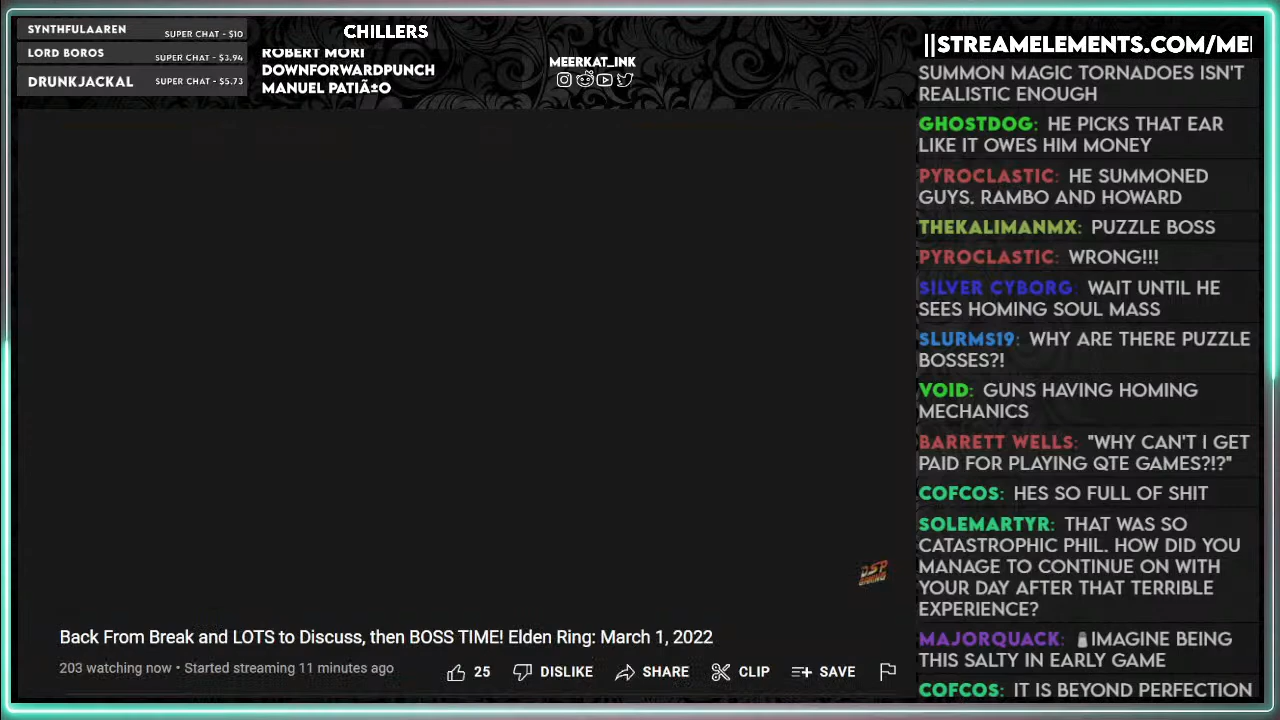 SYNTHFULAAREN SUPER CHAT - $10
LORD BOROS SUPER CHAT - $3.94
DRUNKJACKAL SUPER CHAT - $5.73
CHILLERS
ROBERT MORI
DOWNFORWARDPUNCH
MANUEL PATIÃ±O
MEERKAT_INK
||STREAMELEMENTS.COM/MEE
SUMMON MAGIC TORNADOES ISN'T
REALISTIC ENOUGH
GHOSTDOG: HE PICKS THAT EAR
LIKE IT OWES HIM MONEY
PYROCLASTIC: HE SUMMONED
GUYS. RAMBO AND HOWARD
THEKALIMANMX: PUZZLE BOSS
PYROCLASTIC: WRONG!!!
SILVER CYBORG: WAIT UNTIL HE
SEES HOMING SOUL MASS
SLURMS19: WHY ARE THERE PUZZLE
BOSSES?!
VOID: GUNS HAVING HOMING
MECHANICS
BARRETT WELLS: "WHY CAN'T I GET
PAID FOR PLAYING QTE GAMES?!?"
COFCOS: HES SO FULL OF SHIT
SOLEMARTYR: THAT WAS SO
CATASTROPHIC PHIL. HOW DID YOU
MANAGE TO CONTINUE ON WITH
YOUR DAY AFTER THAT TERRIBLE
EXPERIENCE?
MAJORQUACK: 🧂IMAGINE BEING
THIS SALTY IN EARLY GAME
COFCOS: IT IS BEYOND PERFECTION
DSP
GAMING
Back From Break and LOTS to Discuss, then BOSS TIME! Elden Ring: March 1, 2022
203 watching now • Started streaming 11 minutes ago
25 DISLIKE SHARE CLIP SAVE